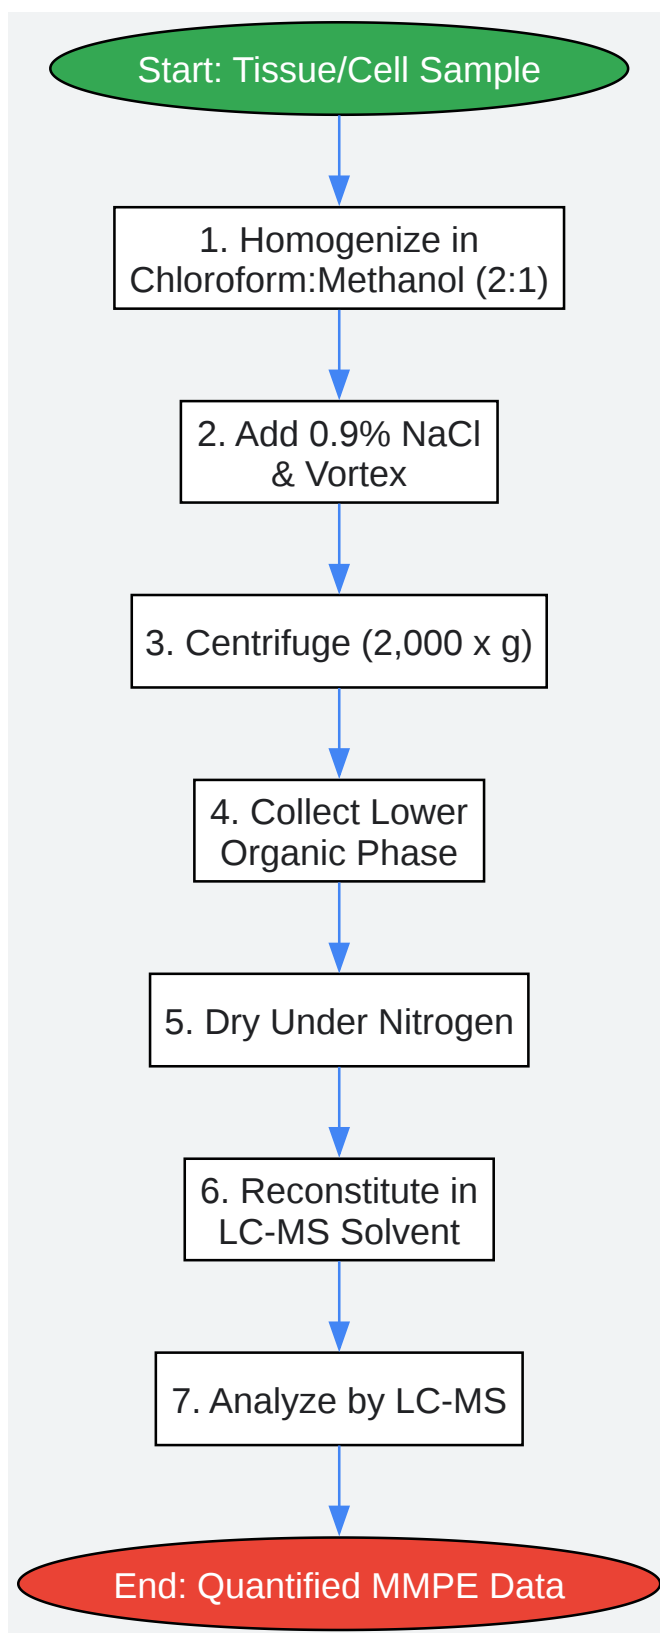 Start: Tissue/Cell Sample
1. Homogenize in
Chloroform:Methanol (2:1)
2. Add 0.9% NaCl
& Vortex
3. Centrifuge (2,000 x g)
4. Collect Lower
Organic Phase
5. Dry Under Nitrogen
6. Reconstitute in
LC-MS Solvent
7. Analyze by LC-MS
End: Quantified MMPE Data